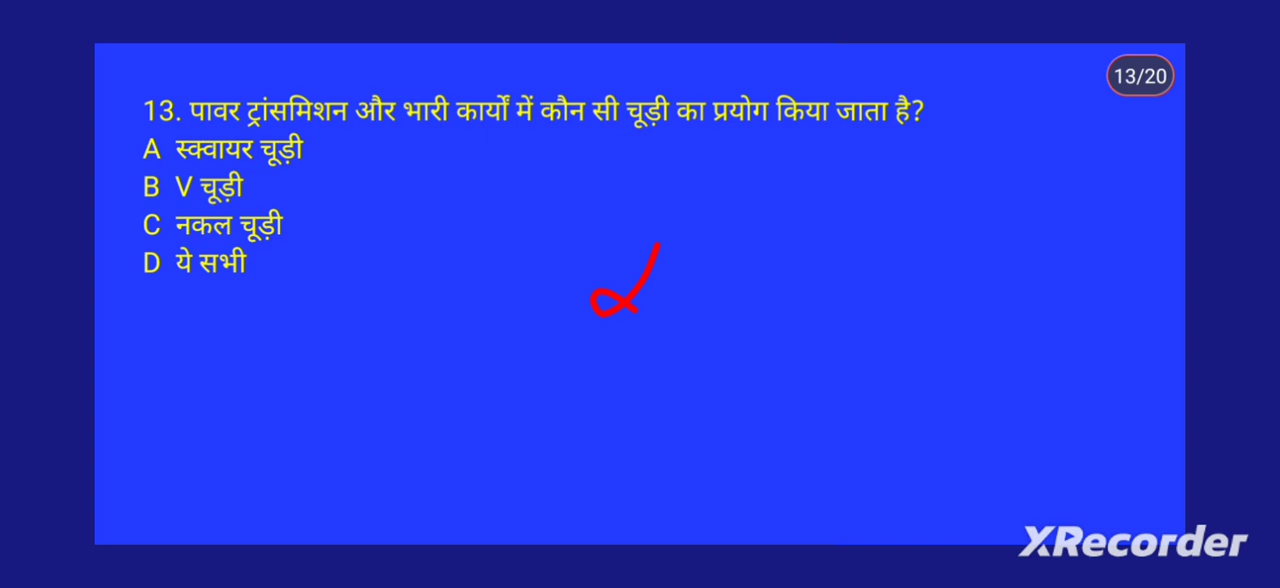 13/20
13. पावर ट्रांसमिशन और भारी कार्यों में कौन सी चूड़ी का प्रयोग किया जाता है?
A स्क्वायर चूड़ी
B V चूड़ी
C नकल चूड़ी
D ये सभी
XRecorder